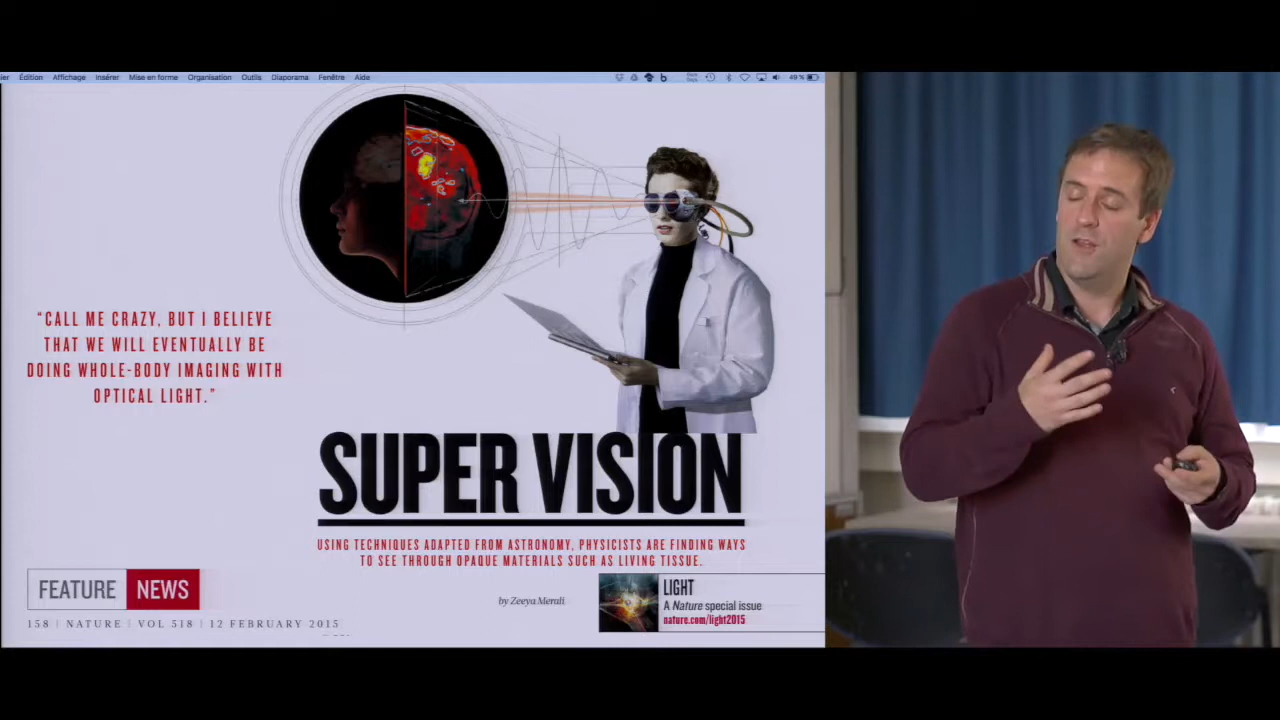 ier Édition Affichage Insérer Mise en forme Organisation Outils Diaporama Fenêtre Aide 49 %
“CALL ME CRAZY, BUT I BELIEVE
THAT WE WILL EVENTUALLY BE
DOING WHOLE-BODY IMAGING WITH
OPTICAL LIGHT.”
SUPER VISION
USING TECHNIQUES ADAPTED FROM ASTRONOMY, PHYSICISTS ARE FINDING WAYS
TO SEE THROUGH OPAQUE MATERIALS SUCH AS LIVING TISSUE.
by Zeeya Merali
FEATURE NEWS
158 | NATURE | VOL 518 | 12 FEBRUARY 2015
LIGHT
A Nature special issue
nature.com/light2015